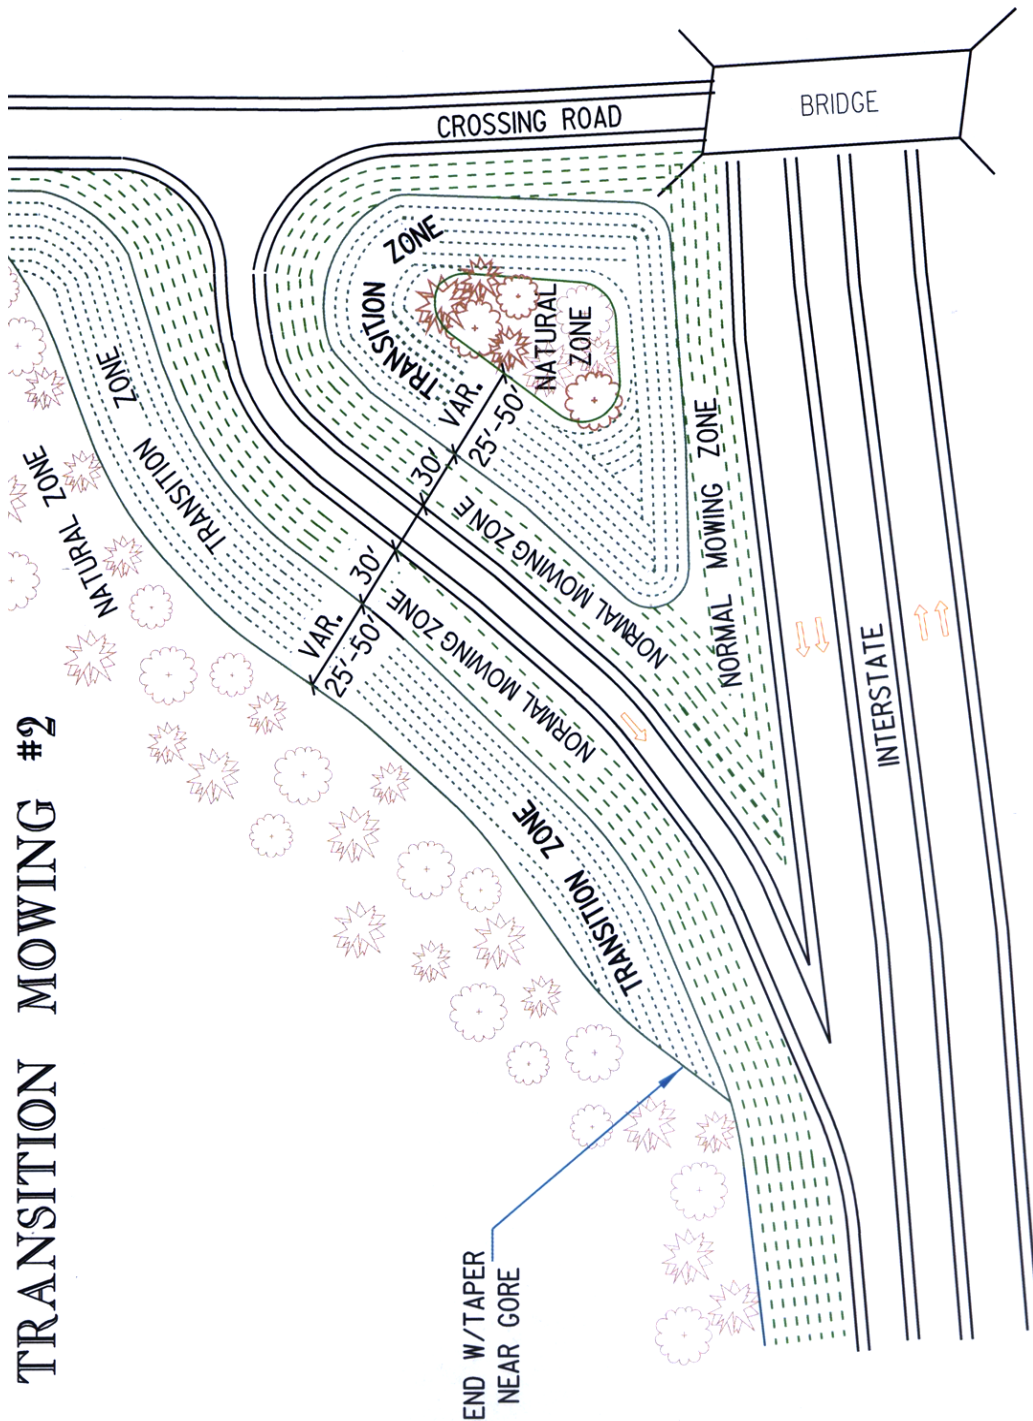 TRANSITION MOWING #2
CROSSING ROAD
BRIDGE
TRANSITION ZONE
NATURAL
ZONE
VAR.
25'-50'
30'
NORMAL MOWING ZONE
NORMAL MOWING ZONE
INTERSTATE
TRANSITION ZONE
NATURAL ZONE
VAR.
25'-50'
30'
NORMAL MOWING ZONE
TRANSITION ZONE
END W/TAPER
NEAR GORE